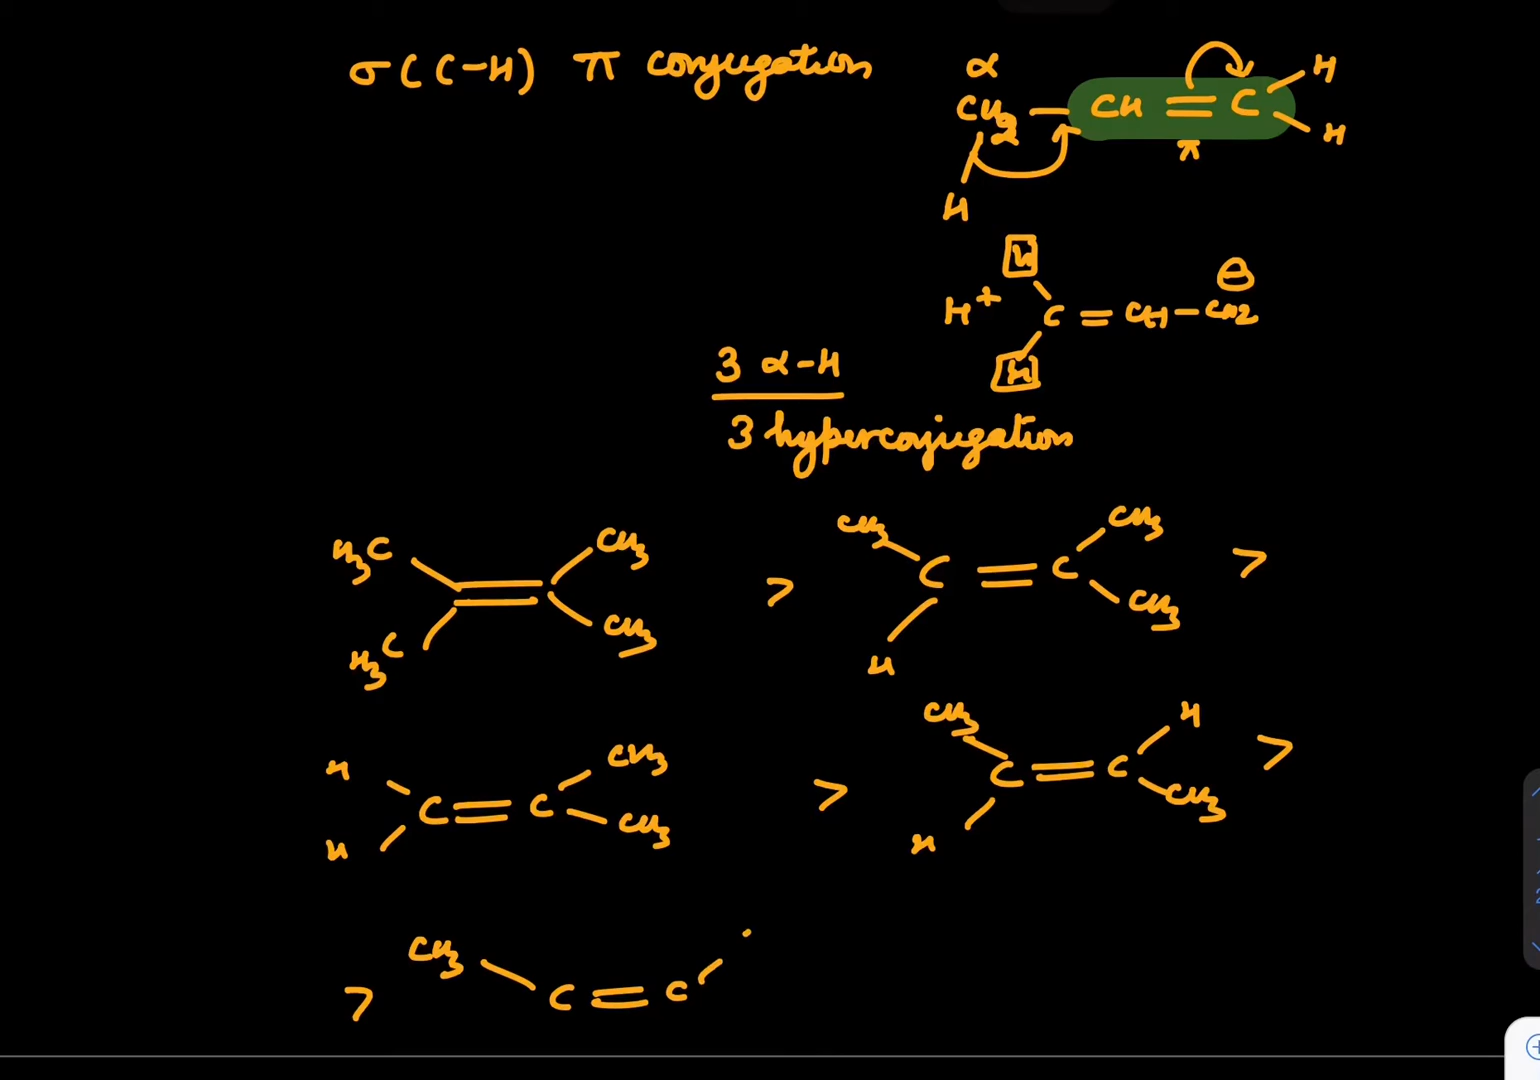 σ(C-H) π conjugation
α
CH2 — CH = C
H
H
π
H
H
H+ C = CH - CH2
⊖
H
3 α-H
3 hyperconjugation
H3C CH3
H3C CH3
>
CH3 CH3
C = C
H CH3
>
H CH3
C = C
H CH3
>
CH3 H
C = C
H CH3
>
> CH3
C = C